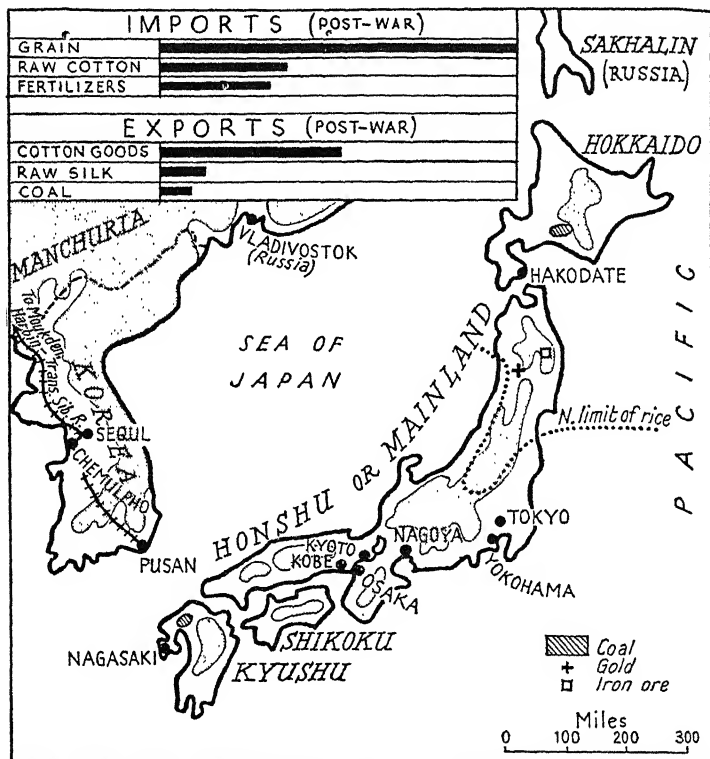 IMPORTS (POST-WAR)
GRAIN
RAW COTTON
FERTILIZERS
EXPORTS (POST-WAR)
COTTON GOODS
RAW SILK
COAL
SAKHALIN
(RUSSIA)
HOKKAIDO
MANCHURIA
VLADIVOSTOK
(Russia)
HAKODATE
To Moukden
Harbin-Trans. Sib. R.
KOREA
SEA OF
JAPAN
HONSHU OR MAINLAND
N. limit of rice
PACIFIC
SEOUL
CHEMULPHO
PUSAN
KYOTO
KOBE
OSAKA
NAGOYA
TOKYO
YOKOHAMA
NAGASAKI
SHIKOKU
KYUSHU
Coal
Gold
Iron ore
Miles
0 100 200 300